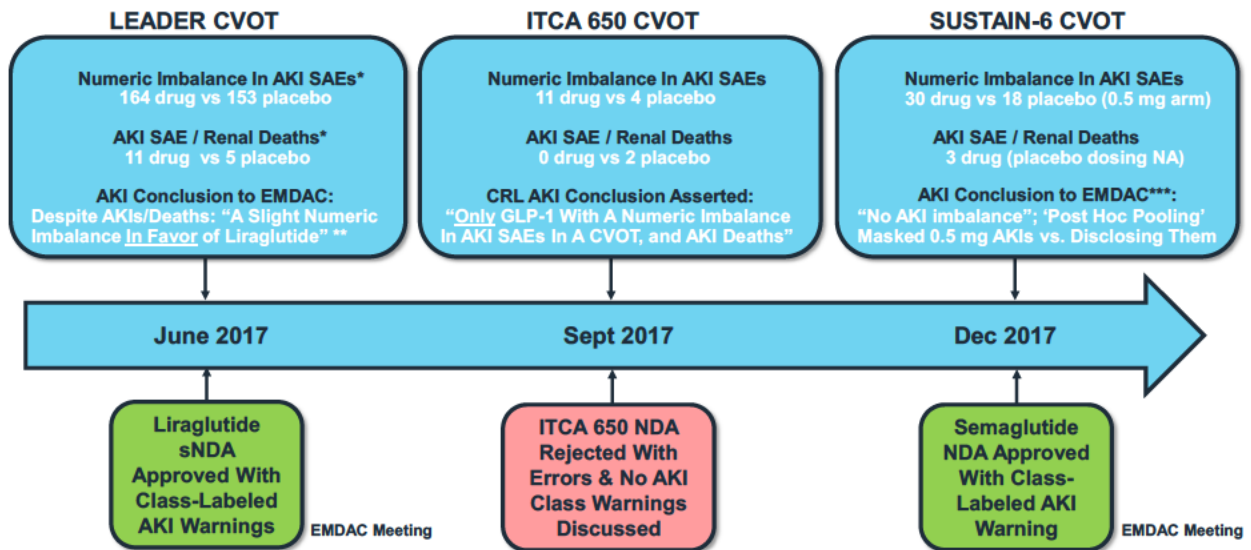 LEADER CVOT
Numeric Imbalance In AKI SAEs*
164 drug vs 153 placebo
AKI SAE / Renal Deaths*
11 drug vs 5 placebo
AKI Conclusion to EMDAC:
Despite AKIs/Deaths: “A Slight Numeric
Imbalance In Favor of Liraglutide” **
ITCA 650 CVOT
Numeric Imbalance In AKI SAEs
11 drug vs 4 placebo
AKI SAE / Renal Deaths
0 drug vs 2 placebo
CRL AKI Conclusion Asserted:
“Only GLP-1 With A Numeric Imbalance
In AKI SAEs In A CVOT, and AKI Deaths”
SUSTAIN-6 CVOT
Numeric Imbalance In AKI SAEs
30 drug vs 18 placebo (0.5 mg arm)
AKI SAE / Renal Deaths
3 drug (placebo dosing NA)
AKI Conclusion to EMDAC***:
“No AKI imbalance”; ‘Post Hoc Pooling’
Masked 0.5 mg AKIs vs. Disclosing Them
June 2017
Sept 2017
Dec 2017
Liraglutide
sNDA
Approved With
Class-Labeled
AKI Warnings
EMDAC Meeting
ITCA 650 NDA
Rejected With
Errors & No AKI
Class Warnings
Discussed
Semaglutide
NDA Approved
With Class-
Labeled AKI
Warning
EMDAC Meeting